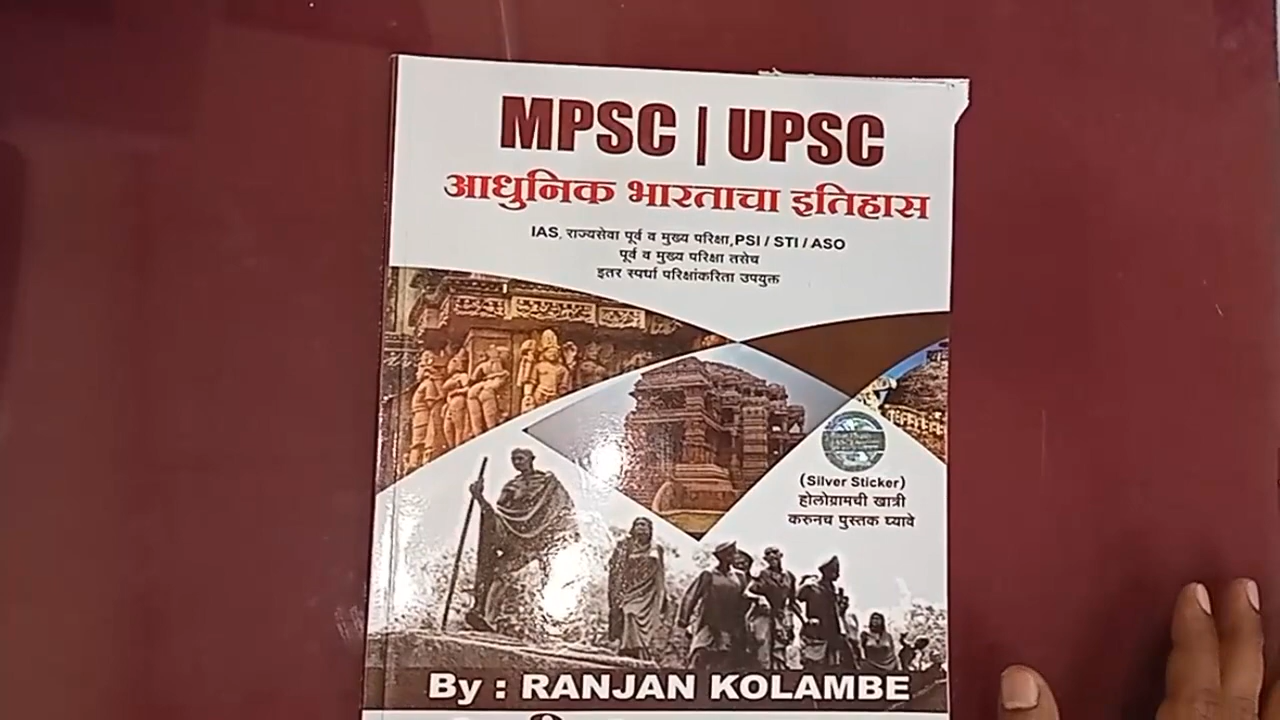 MPSC | UPSC
आधुनिक भारताचा इतिहास
IAS, राज्यसेवा पूर्व व मुख्य परिक्षा,PSI / STI / ASO
पूर्व व मुख्य परिक्षा तसेच
इतर स्पर्धा परिक्षांकरिता उपयुक्त
(Silver Sticker)
होलोग्रामची खात्री
करुनच पुस्तक घ्यावे
By : RANJAN KOLAMBE